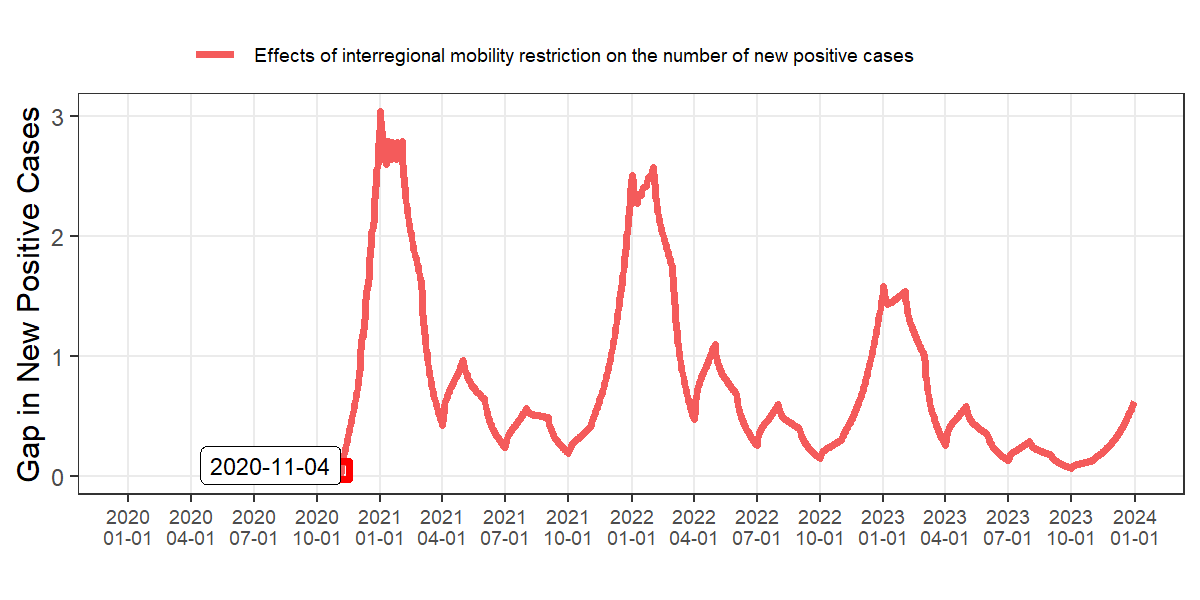 Effects of interregional mobility restriction on the number of new positive cases
Gap in New Positive Cases
3
2
1
0
2020-11-04
2020 2020 2020 2020 2021 2021 2021 2021 2022 2022 2022 2022 2023 2023 2023 2023 2024
01-01 04-01 07-01 10-01 01-01 04-01 07-01 10-01 01-01 04-01 07-01 10-01 01-01 04-01 07-01 10-01 01-01